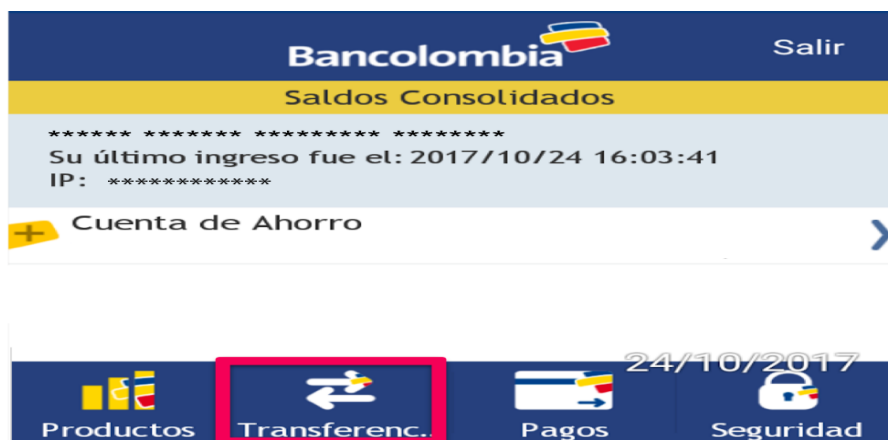 Bancolombia
Salir
Saldos Consolidados
****** ******* ********* ********
Su último ingreso fue el: 2017/10/24 16:03:41
IP: ************
Cuenta de Ahorro
24/10/2017
Productos Transferenc.. Pagos Seguridad